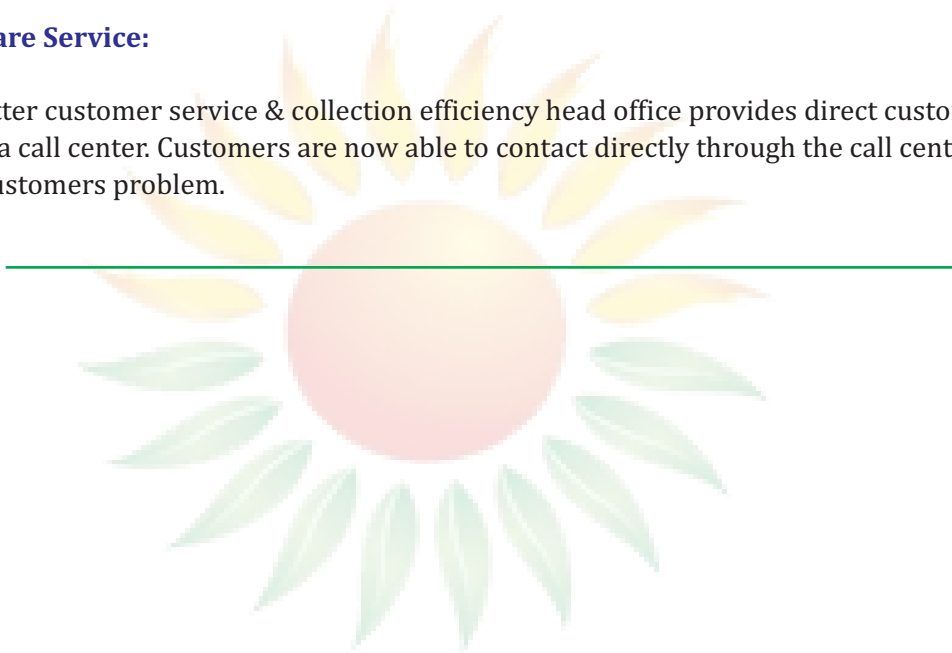 are Service:
tter customer service & collection efficiency head office provides direct custo
a call center. Customers are now able to contact directly through the call cent
ustomers problem.